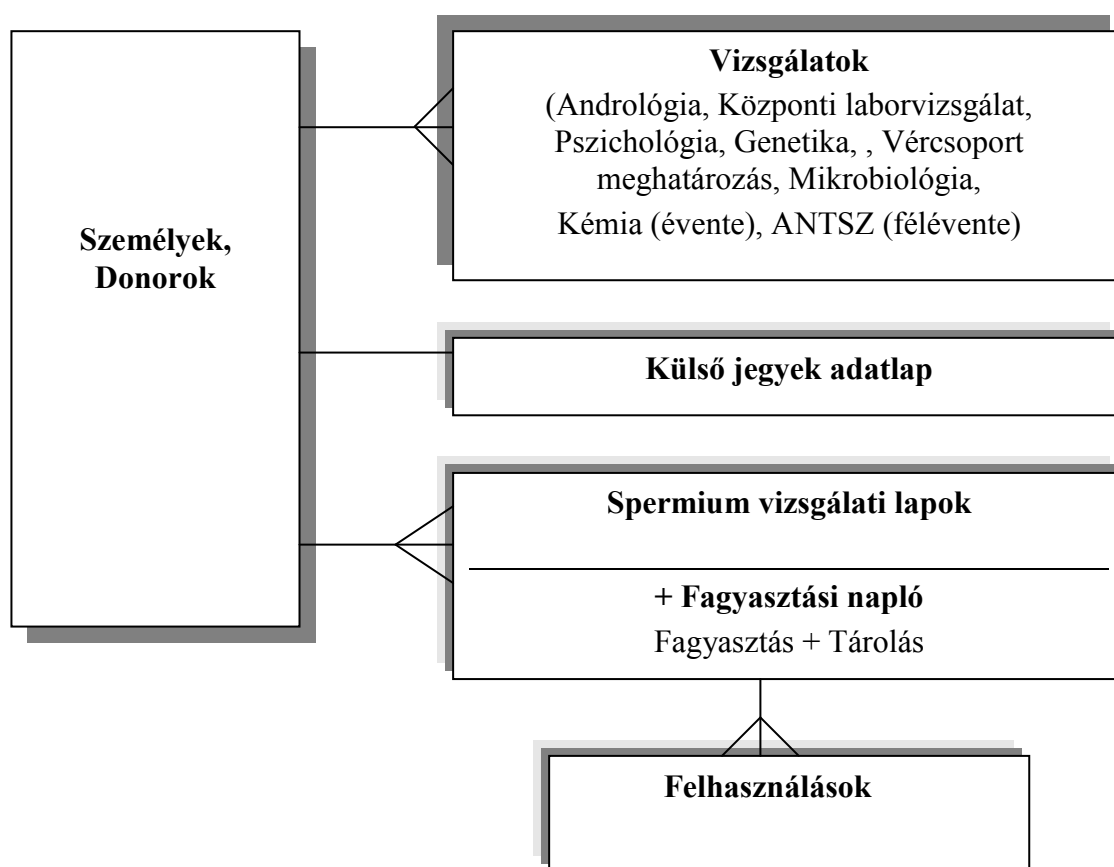 Személyek,
Donorok
Vizsgálatok
(Andrológia, Központi laborvizsgálat,
Pszichológia, Genetika, , Vércsoport
meghatározás, Mikrobiológia,
Kémia (évente), ANTSZ (félévente)
Külső jegyek adatlap
Spermium vizsgálati lapok
+ Fagyasztási napló
Fagyasztás + Tárolás
Felhasználások